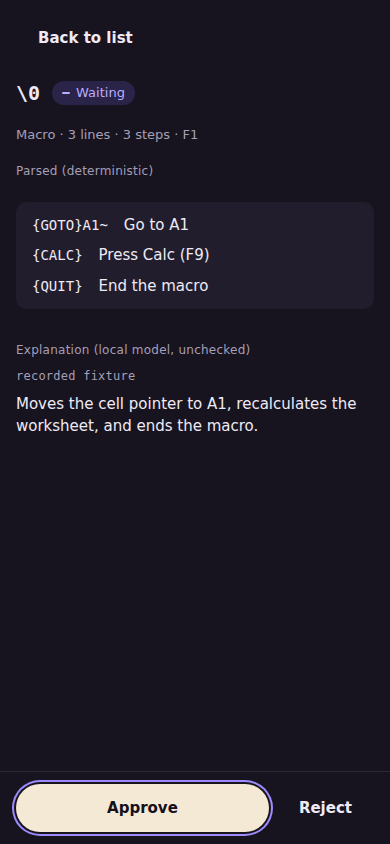 Back to list
\0 − Waiting
Macro · 3 lines · 3 steps · F1
Parsed (deterministic)
{GOTO}A1~ Go to A1
{CALC} Press Calc (F9)
{QUIT} End the macro
Explanation (local model, unchecked)
recorded fixture
Moves the cell pointer to A1, recalculates the
worksheet, and ends the macro.
Approve Reject